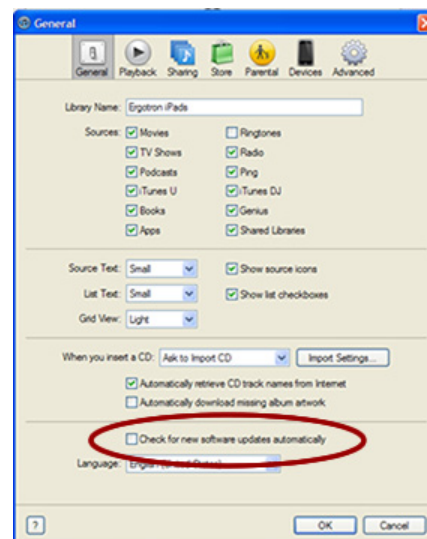 General
General Playback Sharing Store Parental Devices Advanced
Library Name: Ergotron iPads
Sources: Movies Ringtones
TV Shows Radio
Podcasts Ping
iTunes U iTunes DJ
Books Genius
Apps Shared Libraries
Source Text: Small Show source icons
List Text: Small Show list checkboxes
Grid View: Light
When you insert a CD: Ask to Import CD Import Settings...
Automatically retrieve CD track names from Internet
Automatically download missing album artwork
Check for new software updates automatically
Language: English (United States)
? OK Cancel